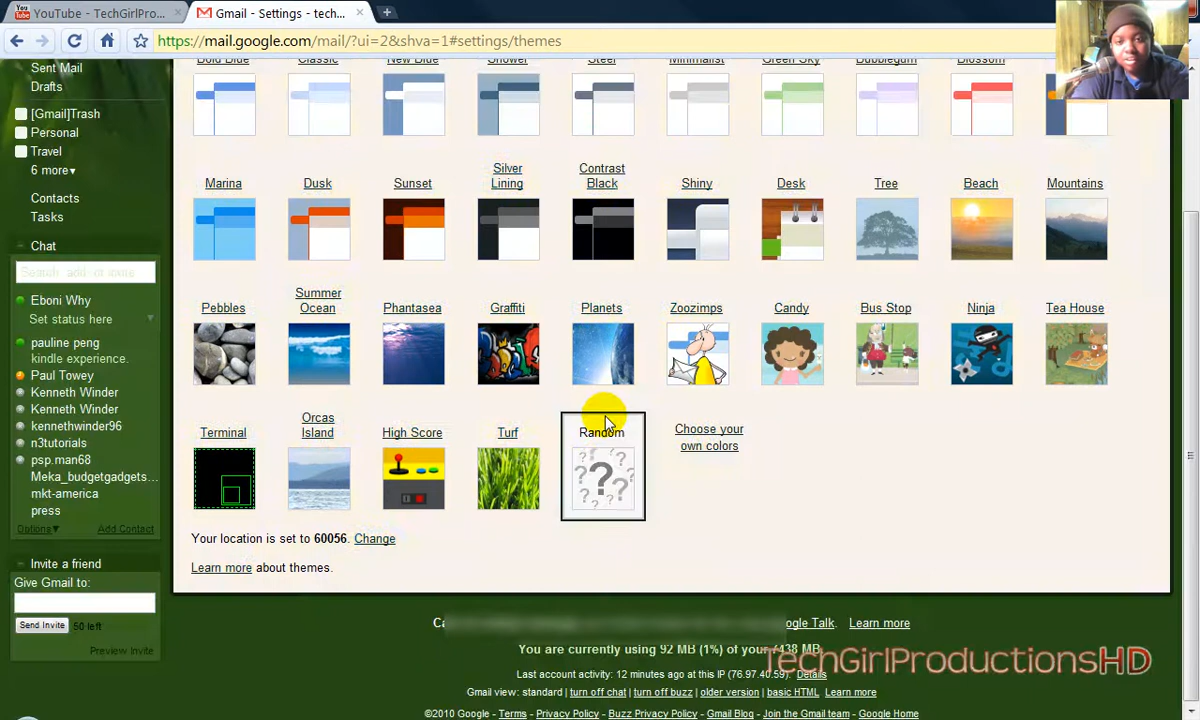 YouTube - TechGirlPro...
Gmail - Settings - tech...
https://mail.google.com/mail/?ui=2&shva=1#settings/themes
Sent Mail
Drafts
[Gmail]Trash
Personal
Travel
6 more▾
Contacts
Tasks
Chat
Search, add, or invite
Eboni Why
Set status here
pauline peng
kindle experience.
Paul Towey
Kenneth Winder
Kenneth Winder
kennethwinder96
n3tutorials
psp.man68
Meka_budgetgadgets...
mkt-america
press
Options▾ Add Contact
Invite a friend
Give Gmail to:
Send Invite 50 left
Preview Invite
Bold Blue Classic New Blue Shower Steel Minimalist Green Sky Bubblegum Blossom
Marina Dusk Sunset Silver Lining Contrast Black Shiny Desk Tree Beach Mountains
Pebbles Summer Ocean Phantasea Graffiti Planets Zoozimps Candy Bus Stop Ninja Tea House
Terminal Orcas Island High Score Turf Random Choose your own colors
Your location is set to 60056. Change
Learn more about themes.
Learn more
You are currently using 92 MB (1%) of your 7438 MB.
TechGirlProductionsHD
Last account activity: 12 minutes ago at this IP (76.97.40.59). Details
Gmail view: standard | turn off chat | turn off buzz | older version | basic HTML Learn more
©2010 Google - Terms - Privacy Policy - Buzz Privacy Policy - Gmail Blog - Join the Gmail team - Google Home